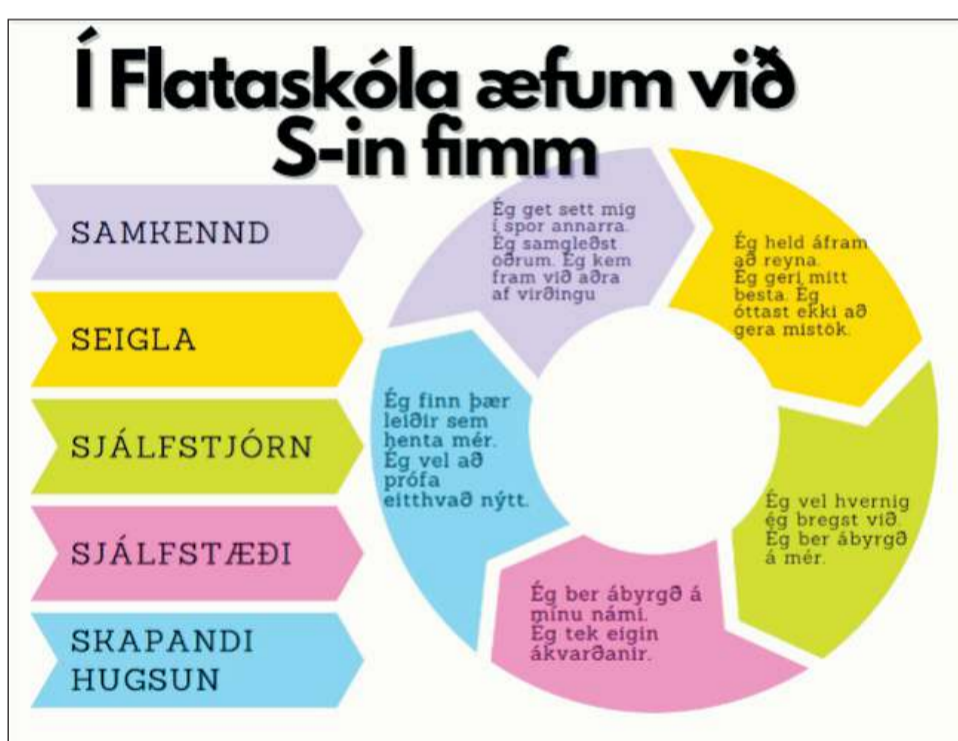 Í Flataskóla æfum við
S-in fimm
SAMKENND
SEIGLA
SJÁLFSTJÓRN
SJÁLFSTÆÐI
SKAPANDI
HUGSUN
Ég get sett mig
í spor annarra.
Ég samgleðst
öðrum. Ég kem
fram við aðra
af virðingu
Ég held áfram
að reyna.
Ég geri mitt
besta. Ég
óttast ekki að
gera mistök.
Ég vel hvernig
ég bregst við.
Ég ber ábyrgð
á mér.
Ég ber ábyrgð á
mínu námi.
Ég tek eigin
ákvarðanir.
Ég finn þær
leiðir sem
henta mér.
Ég vel að
prófa
eitthvað nýtt.